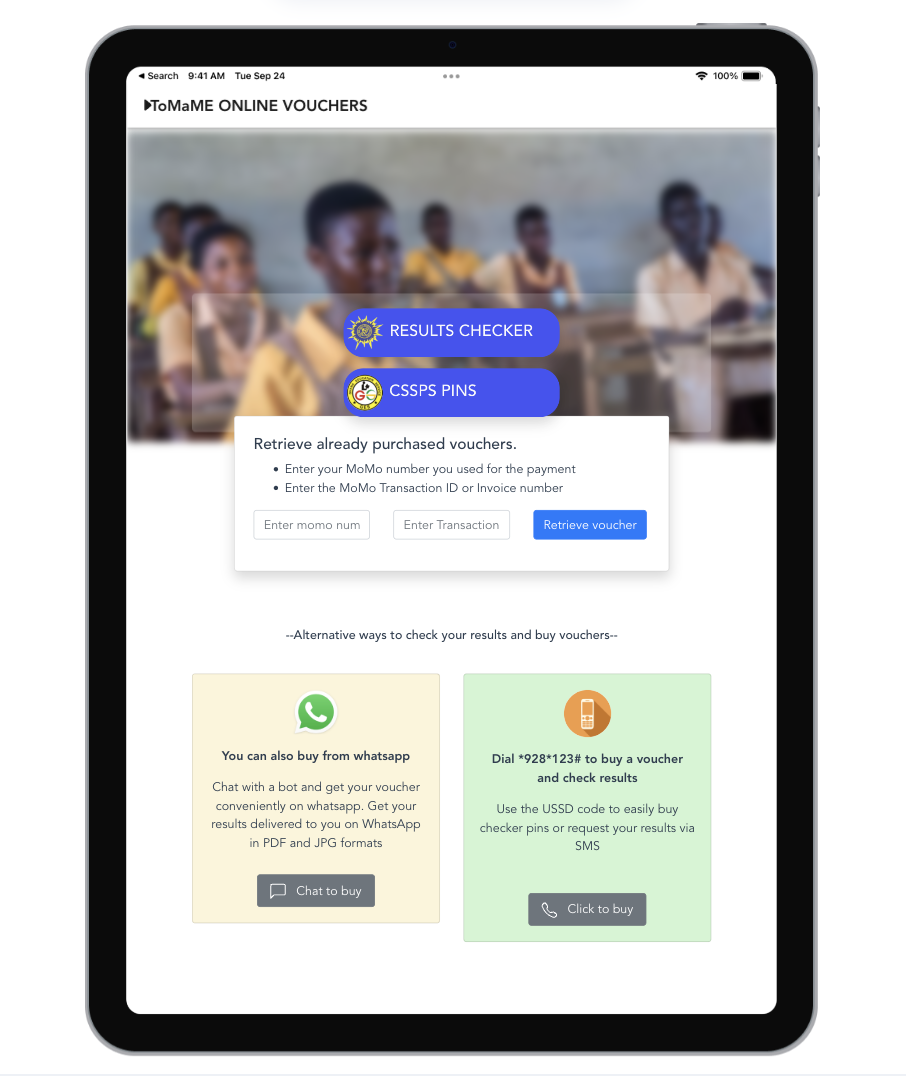 Search 9:41 AM Tue Sep 24 100%
ToMaME ONLINE VOUCHERS
RESULTS CHECKER
CSSPS PINS
Retrieve already purchased vouchers.
Enter your MoMo number you used for the payment
Enter the MoMo Transaction ID or Invoice number
Enter momo num Enter Transaction Retrieve voucher
--Alternative ways to check your results and buy vouchers--
You can also buy from whatsapp
Chat with a bot and get your voucher
conveniently on whatsapp. Get your
results delivered to you on WhatsApp
in PDF and JPG formats
Chat to buy
Dial *928*123# to buy a voucher
and check results
Use the USSD code to easily buy
checker pins or request your results via
SMS
Click to buy